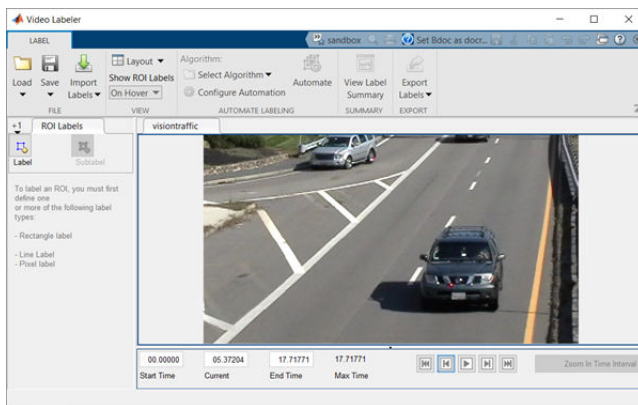 Video Labeler
LABEL
sandbox
Set Bdoc as docr...
Load
Save
Import
Labels
Layout
Show ROI Labels
On Hover
Algorithm:
Select Algorithm
Configure Automation
Automate
View Label
Summary
Export
Labels
FILE
VIEW
AUTOMATE LABELING
SUMMARY
EXPORT
+1
ROI Labels
visiontraffic
Label
Sublabel
To label an ROI, you must first
define one
or more of the following label
types:
- Rectangle label
- Line Label
- Pixel label
00.00000
05.37204
17.71771
17.71771
Start Time
Current
End Time
Max Time
Zoom In Time Interval